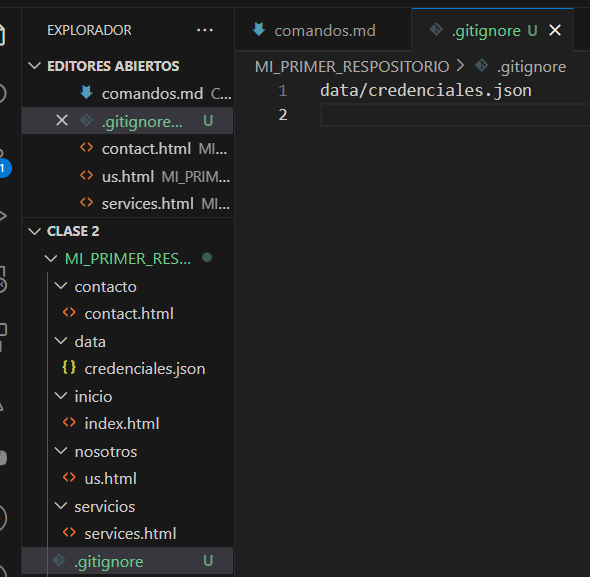 EXPLORADOR ...
EDITORES ABIERTOS
comandos.md C...
.gitignore... U
contact.html MI...
us.html MI_PRIM...
services.html MI...
CLASE 2
MI_PRIMER_RES...
contacto
contact.html
data
credenciales.json
inicio
index.html
nosotros
us.html
servicios
services.html
.gitignore U
comandos.md
.gitignore U
MI_PRIMER_RESPOSITORIO > .gitignore
1 data/credenciales.json
2
1